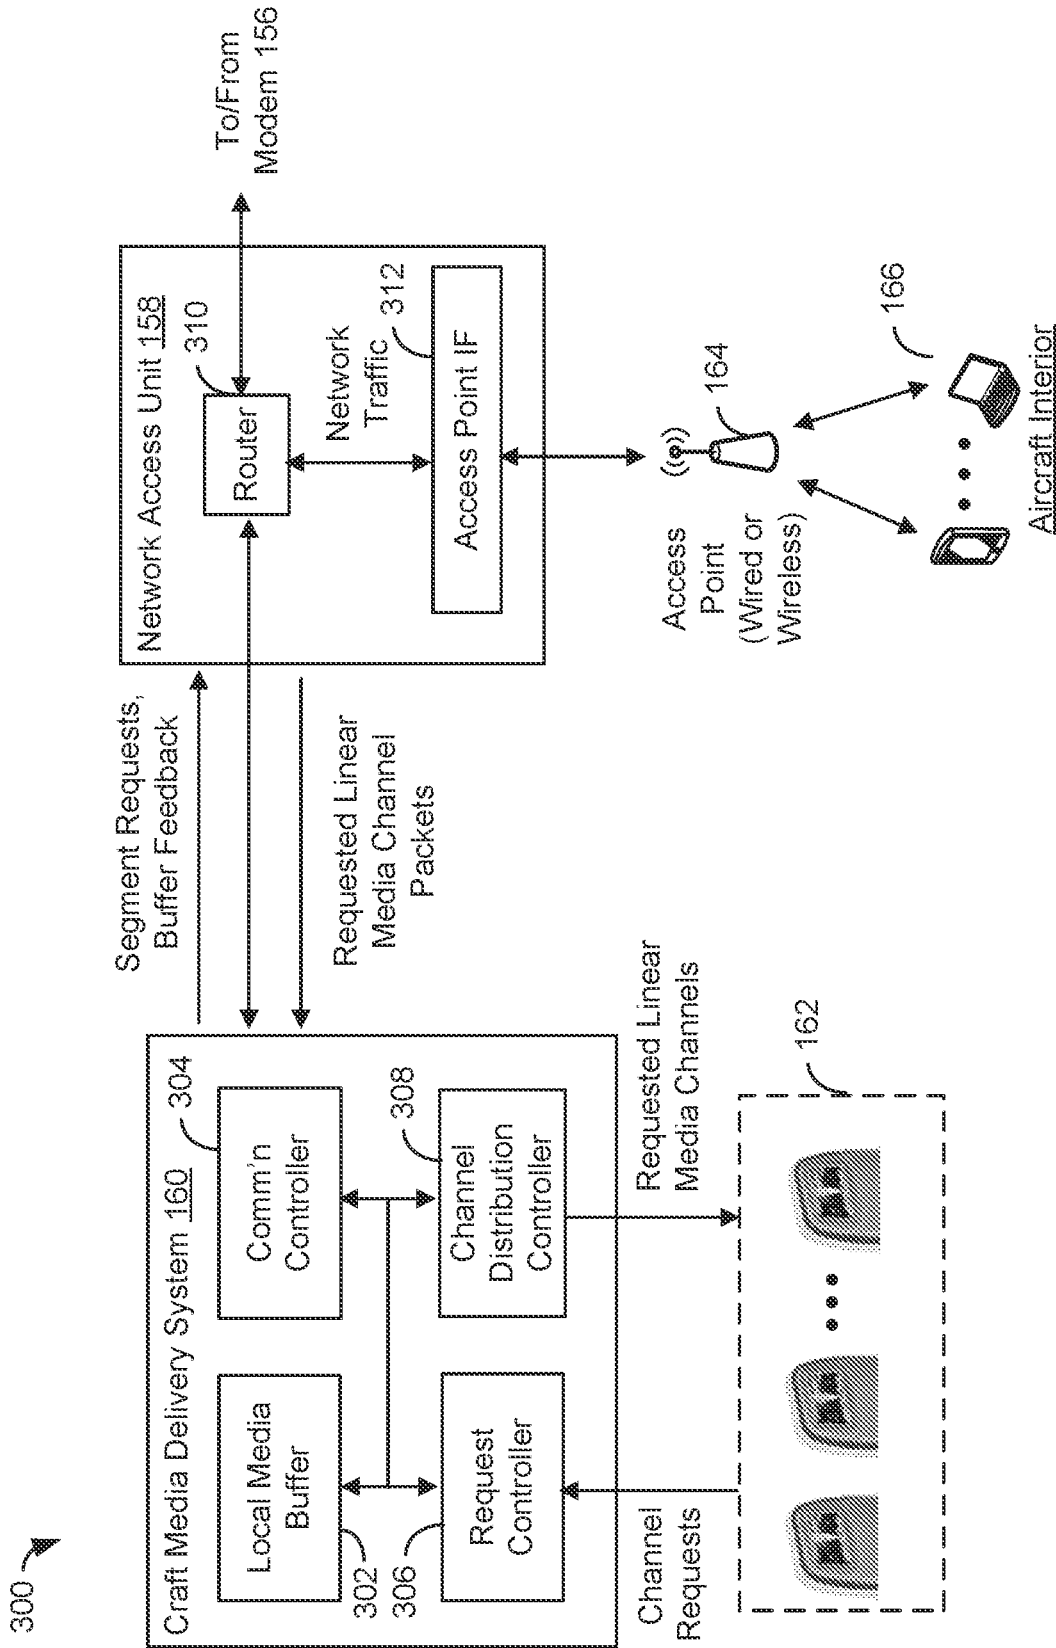 300
Craft Media Delivery System 160
Local Media
Buffer
302
Comm'n
Controller
304
Request
Controller
306
Channel
Distribution
Controller
308
Segment Requests,
Buffer Feedback
Requested Linear
Media Channel
Packets
Network Access Unit 158
Router
310
Network
Traffic
Access Point IF
312
To/From
Modem 156
Channel
Requests
Requested Linear
Media Channels
162
Access
Point
(Wired or
Wireless)
164
166
Aircraft Interior